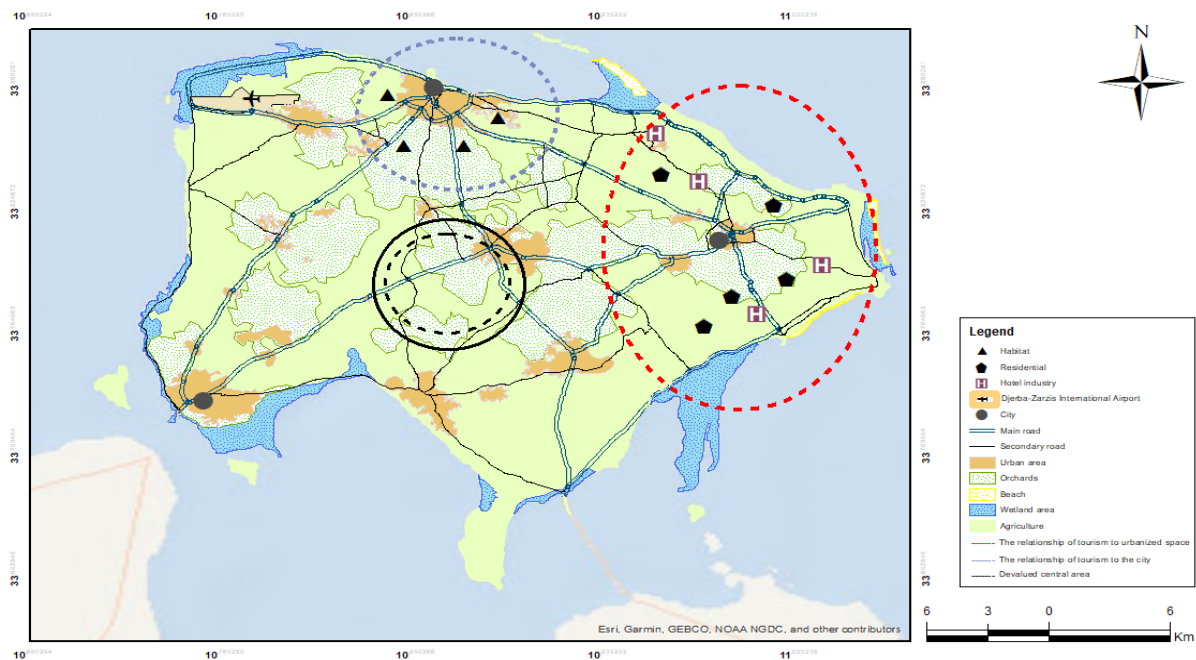 10
10
10
10
11
33
33
33
33
33
33
33
33
33
33
10
10
10
10
11
N
H
H
H
H
Esri, Garmin, GEBCO, NOAA NGDC, and other contributors
Legend
Habitat
Residential
H Hotel industry
Djerba-Zarzis International Airport
City
Main road
Secondary road
Urban area
Orchards
Beach
Wetland area
Agriculture
The relationship of tourism to urbanized space
The relationship of tourism to the city
Devalued central area
6 3 0 6
Km